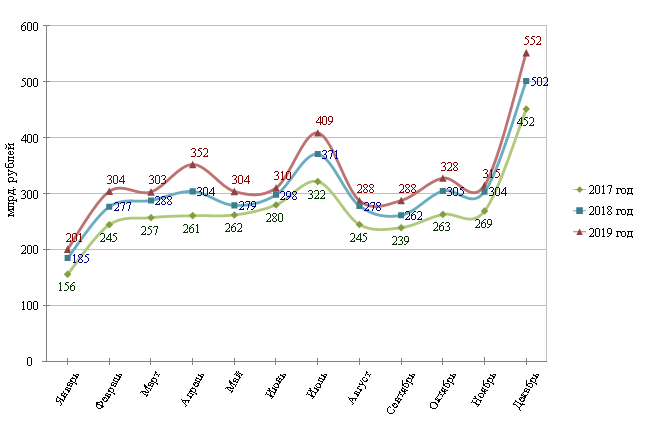 600
500
400
300
200
100
0
млрд. рублей
552
502
452
409
371
322
352
304
261
304
277
245
303
288
257
304
279
262
310
298
280
288
278
245
288
262
239
328
305
263
315
304
269
201
185
156
2017 год
2018 год
2019 год
Январь
Февраль
Март
Апрель
Май
Июнь
Июль
Август
Сентябрь
Октябрь
Ноябрь
Декабрь